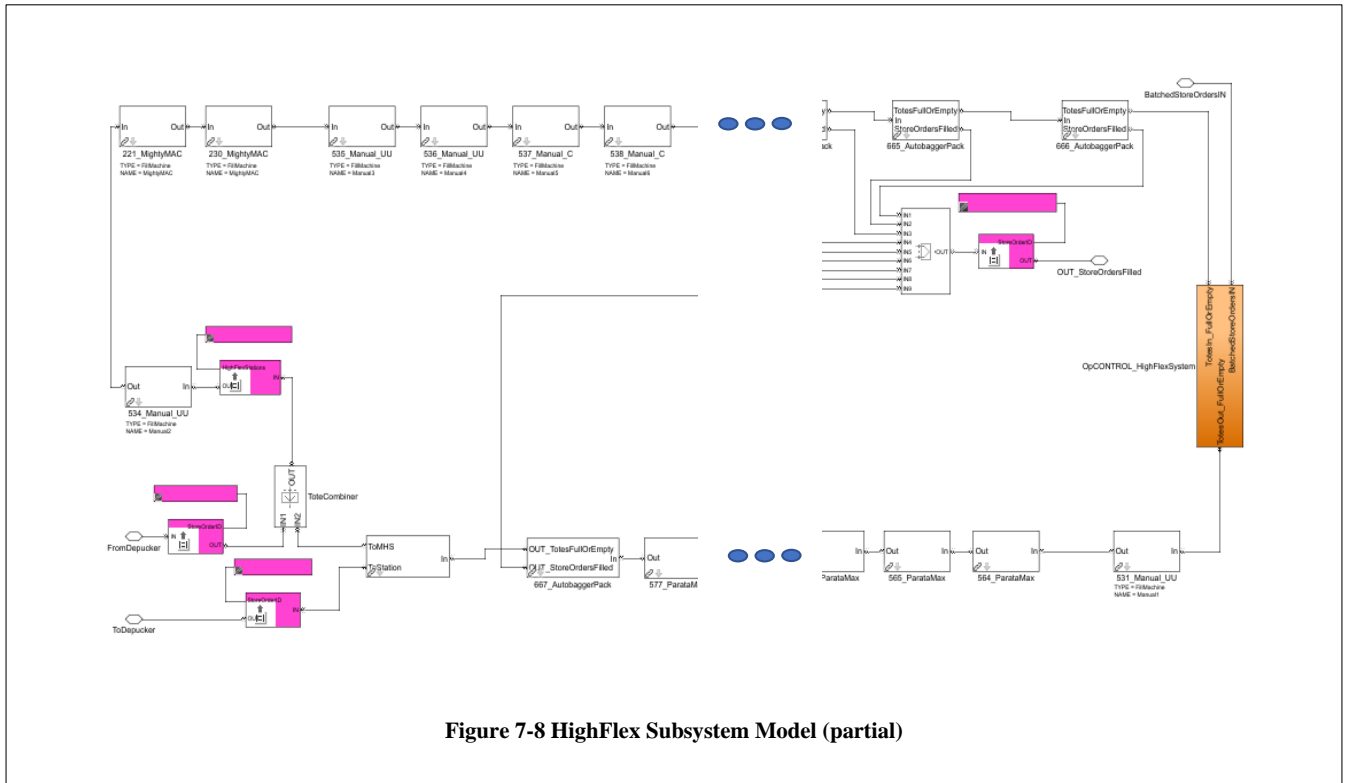 BatchedStoreOrdersIN
In Out
221_MightyMAC
TYPE = FillMachine
NAME = MightyMAC
In Out
230_MightyMAC
TYPE = FillMachine
NAME = MightyMAC
In Out
535_Manual_UU
TYPE = FillMachine
NAME = Manual3
In Out
536_Manual_UU
TYPE = FillMachine
NAME = Manual4
In Out
537_Manual_C
TYPE = FillMachine
NAME = Manual5
In Out
538_Manual_C
TYPE = FillMachine
NAME = Manual6
ack
TotesFullOrEmpty
In
StoreOrdersFilled
665_AutobaggerPack
TotesFullOrEmpty
In
StoreOrdersFilled
666_AutobaggerPack
IN1
IN2
IN3
IN4
IN5
IN6
IN7
IN8
IN9
OUT
StoreOrderID
IN
OUT
OUT_StoreOrdersFilled
TotesIn_FullOrEmpty
BatchedStoreOrdersIN
OpCONTROL_HighFlexSystem
TotesOut_FullOrEmpty
HighFlexStations
OUT IN
Out In
534_Manual_UU
TYPE = FillMachine
NAME = Manual2
OUT
ToteCombiner
IN1 IN2
StoreOrderID
IN
OUT
FromDepucker
ToMHS
In
ToStation
StoreOrderID
OUT IN
ToDepucker
OUT_TotesFullOrEmpty
In
OUT_StoreOrdersFilled
667_AutobaggerPack
Out
577_ParataM
In
ParataMax
Out In
565_ParataMax
Out In
564_ParataMax
Out In
531_Manual_UU
TYPE = FillMachine
NAME = Manual1
Figure 7-8 HighFlex Subsystem Model (partial)